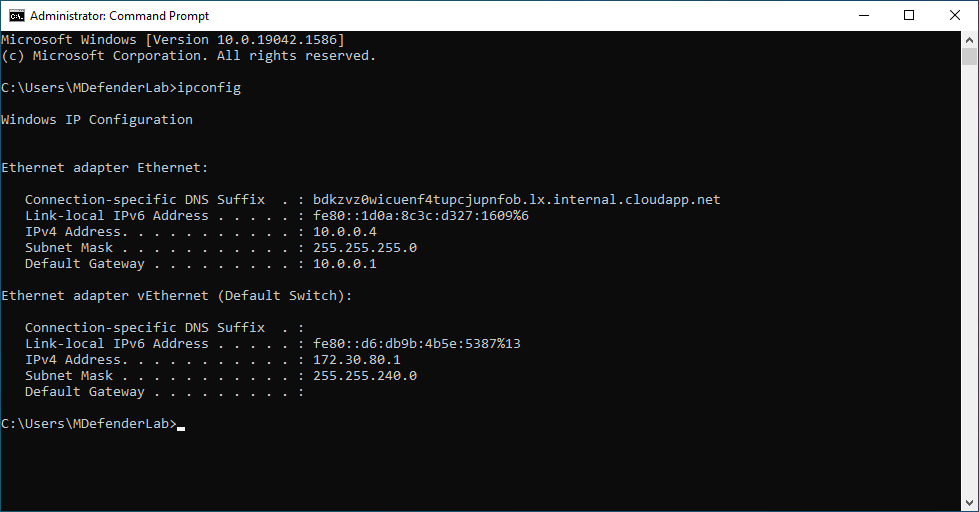 Administrator: Command Prompt
Microsoft Windows [Version 10.0.19042.1586]
(c) Microsoft Corporation. All rights reserved.
C:\Users\MDefenderLab>ipconfig
Windows IP Configuration
Ethernet adapter Ethernet:
Connection-specific DNS Suffix  . : bdkzvz0wicuenf4tupcjupnfob.lx.internal.cloudapp.net
Link-local IPv6 Address . . . . . : fe80::1d0a:8c3c:d327:1609%6
IPv4 Address. . . . . . . . . . . : 10.0.0.4
Subnet Mask . . . . . . . . . . . : 255.255.255.0
Default Gateway . . . . . . . . . : 10.0.0.1
Ethernet adapter vEthernet (Default Switch):
Connection-specific DNS Suffix  . :
Link-local IPv6 Address . . . . . : fe80::d6:db9b:4b5e:5387%13
IPv4 Address. . . . . . . . . . . : 172.30.80.1
Subnet Mask . . . . . . . . . . . : 255.255.240.0
Default Gateway . . . . . . . . . :
C:\Users\MDefenderLab>